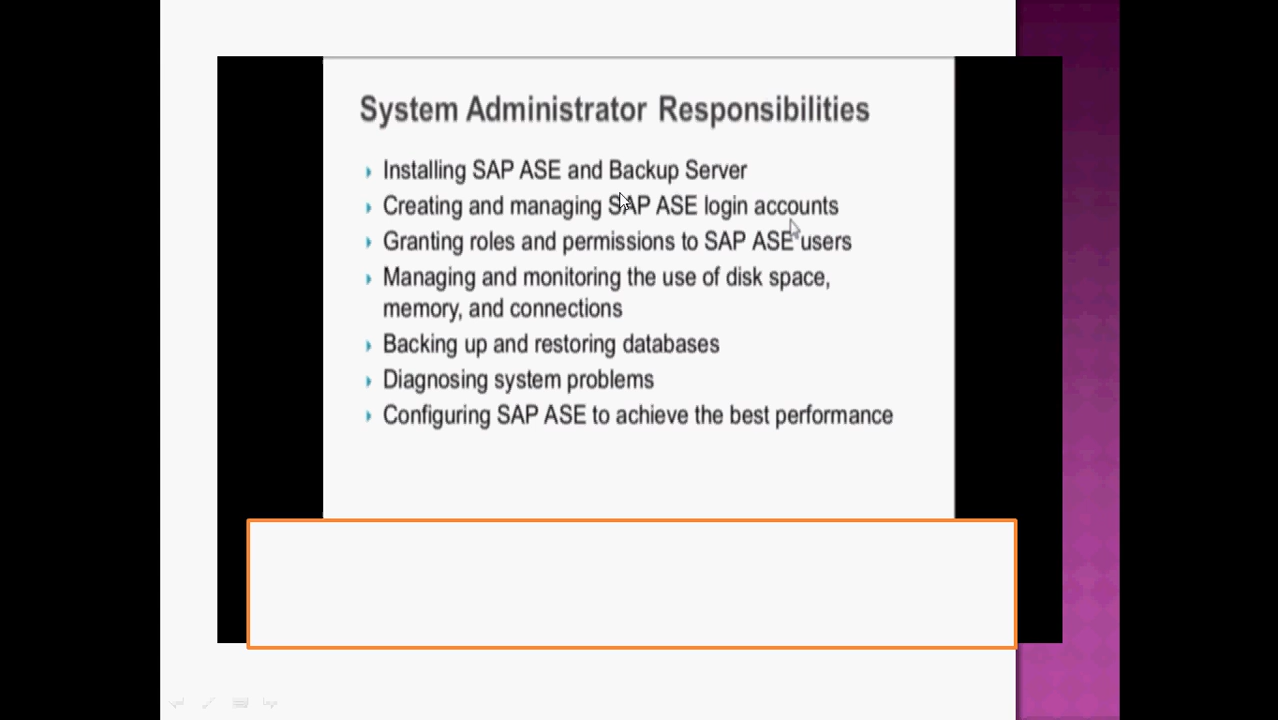 System Administrator Responsibilities
Installing SAP ASE and Backup Server
Creating and managing SAP ASE login accounts
Granting roles and permissions to SAP ASE users
Managing and monitoring the use of disk space,
memory, and connections
Backing up and restoring databases
Diagnosing system problems
Configuring SAP ASE to achieve the best performance